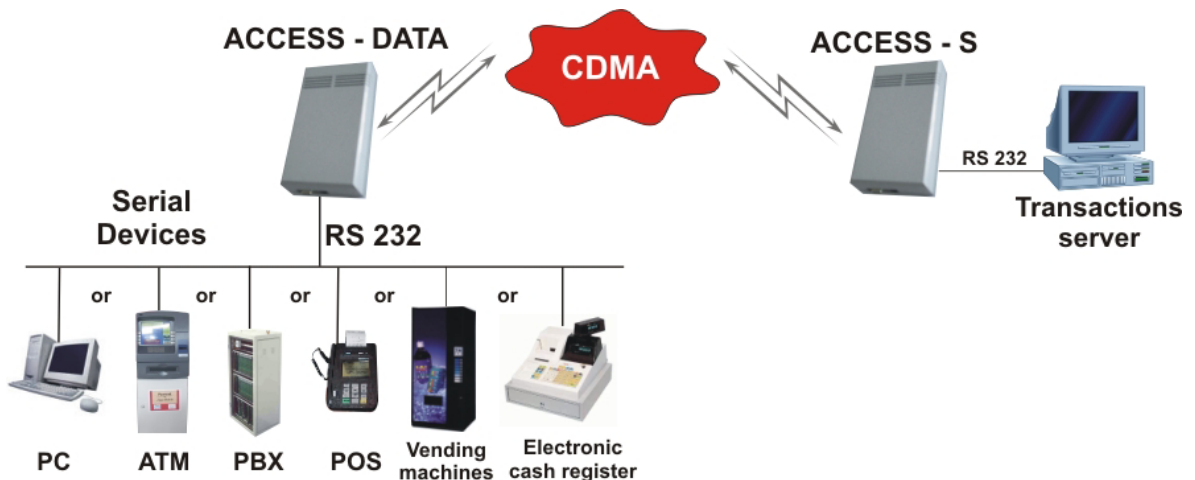 ACCESS - DATA
CDMA
ACCESS - S
RS 232
Transactions
server
Serial
Devices
RS 232
or
or
or
or
or
PC
ATM
PBX
POS
Vending
machines
Electronic
cash register